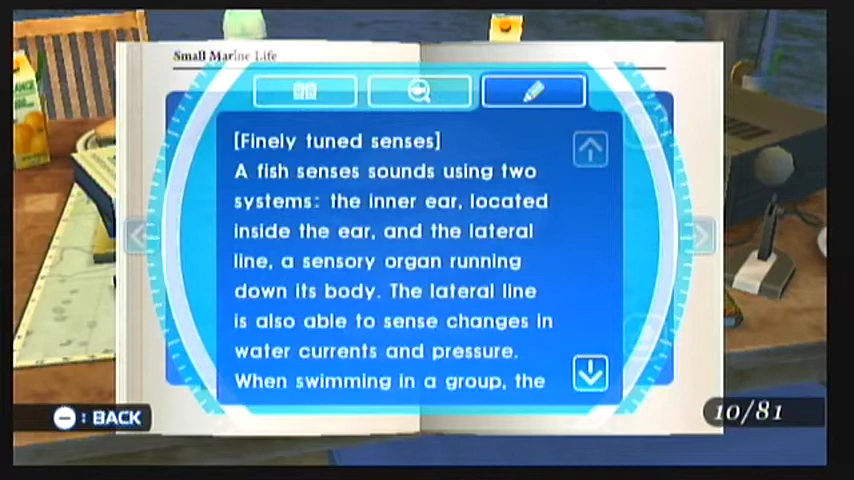 Small Marine Life
[Finely tuned senses]
A fish senses sounds using two
systems: the inner ear, located
inside the ear, and the lateral
line, a sensory organ running
down its body. The lateral line
is also able to sense changes in
water currents and pressure.
When swimming in a group, the
− : BACK
10/81